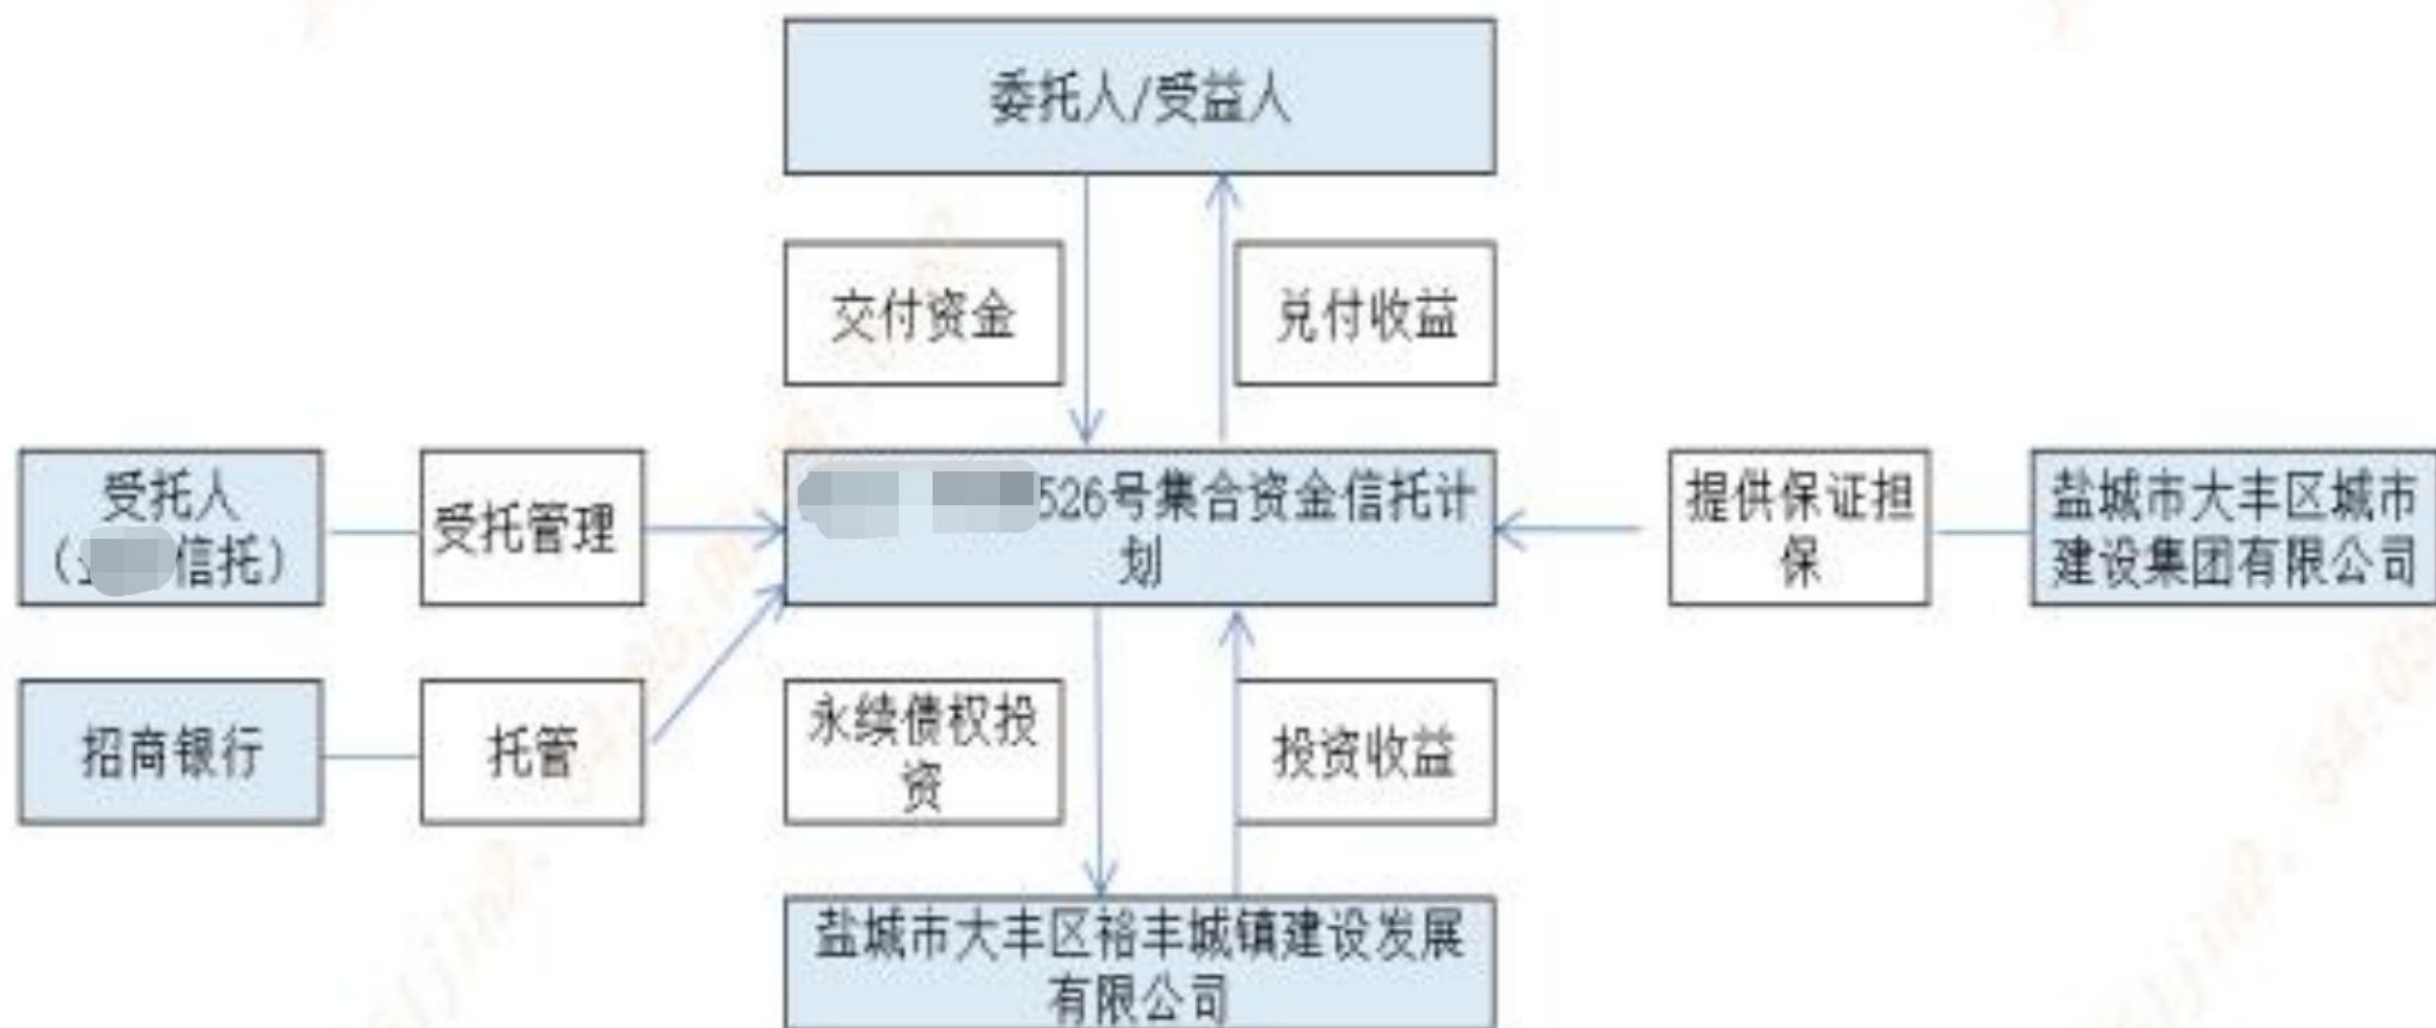 委托人/受益人
交付资金
兑付收益
受托人
（信托）
受托管理
526号集合资金信托计
划
提供保证担
保
盐城市大丰区城市
建设集团有限公司
招商银行
托管
永续债权投
资
投资收益
盐城市大丰区裕丰城镇建设发展
有限公司